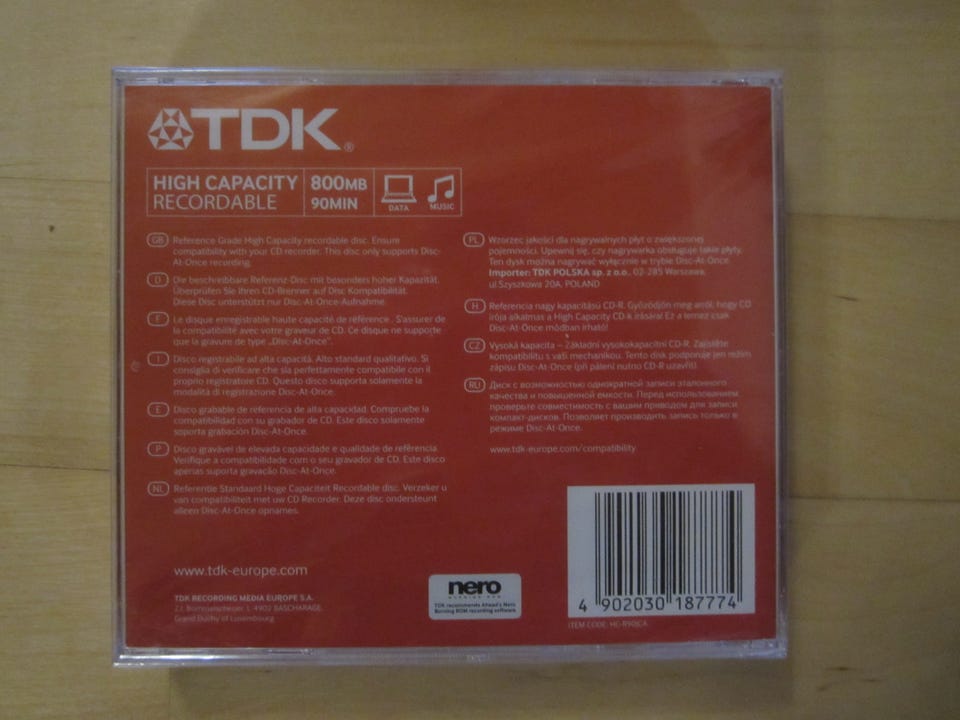 TDK®
HIGH CAPACITY
RECORDABLE
800MB
90MIN
DATA
MUSIC
GB Reference Grade High Capacity recordable disc. Ensure
compatibility with your CD recorder. This disc only supports Disc-
At-Once recording.
D Die beschreibbare Referenz-Disc mit besonders hoher Kapazität.
Überprüfen Sie Ihren CD-Brenner auf Disc Kompatibilität.
Diese Disc unterstützt nur Disc-At-Once-Aufnahme.
F Le disque enregistrable haute capacité de référence. S'assurer de
la compatibilité avec votre graveur de CD. Ce disque ne supporte
que la gravure de type „Disc-At-Once".
I Disco registrabile ad alta capacità. Alto standard qualitativo. Si
consiglia di verificare che sia perfettamente compatibile con il
proprio registratore CD. Questo disco supporta solamente la
modalità di registrazione Disc-At-Once.
E Disco grabable de referencia de alta capacidad. Compruebe la
compatibilidad con su grabador de CD. Este disco solamente
soporta grabación Disc-At-Once.
P Disco gravável de elevada capacidade e qualidade de referência.
Verifique a compatibilidade com o seu gravador de CD. Este disco
apenas suporta gravação Disc-At-Once.
NL Referentie Standaard Hoge Capaciteit Recordable disc. Verzeker u
van compatibiliteit met uw CD Recorder. Deze disc ondersteunt
alleen Disc-At-Once opnames.
PL Wzorzec jakości dla nagrywalnych płyt o zwiększonej
pojemności. Upewnij się, czy nagrywarka obsługuje takie płyty.
Ten dysk można nagrywać wyłącznie w trybie Disc-At-Once.
Importer: TDK POLSKA sp. z o.o., 02-285 Warszawa,
ul.Szyszkowa 20A, POLAND
H Referencia nagy kapacitású CD-R. Győződjön meg arról, hogy CD
írója alkalmas a High Capacity CD-k írására! Ez a lemez csak
Disc-At-Once módban írható!
CZ Vysoká kapacita – Základní vysokokapacitní CD-R. Zajistěte
kompatibilitu s vaší mechanikou. Tento disk podporuje jen režim
zápisu Disc-At-Once (při pálení nutno CD-R uzavřít).
RU Диск с возможностью однократной записи эталонного
качества и повышенной емкости. Перед использованием
проверьте совместимость с вашим приводом для записи
компакт-дисков. Позволяет производить запись только в
режиме Disc-At-Once.
www.tdk-europe.com/compatibility
www.tdk-europe.com
TDK RECORDING MEDIA EUROPE S.A.
Z.I. Bommelscheuer L-4902 BASCHARAGE
Grand Duchy of Luxembourg
nero
BURNING ROM
TDK recommends Ahead's Nero
Burning ROM recording software
4 902030 187774
ITEM CODE: HC-R90JCA